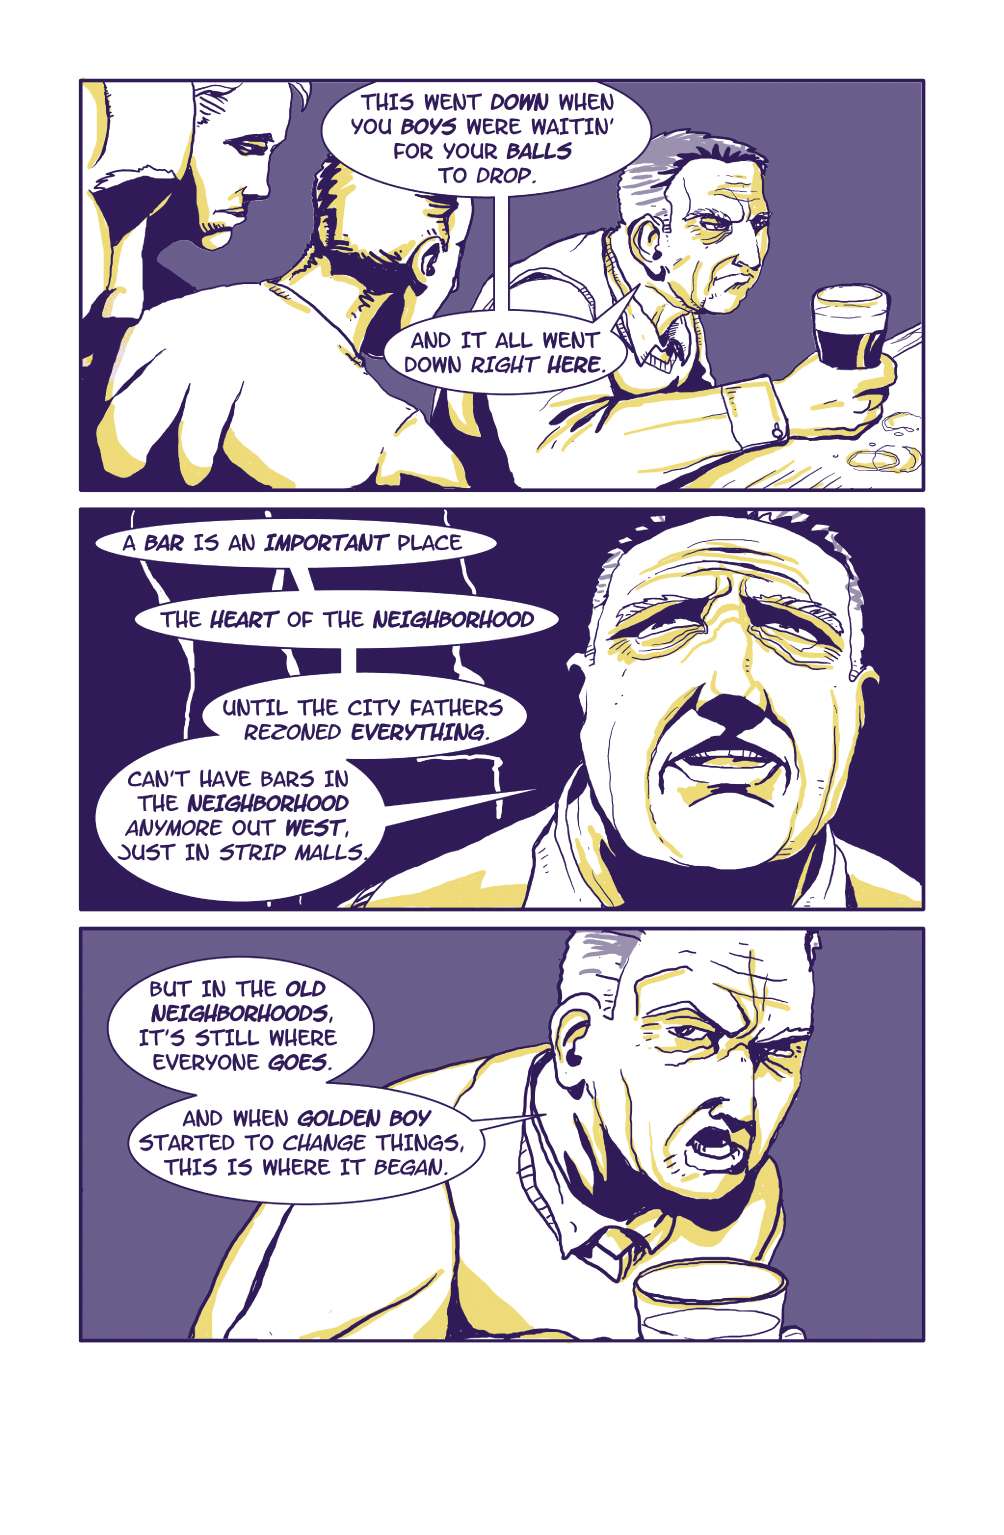 THIS WENT DOWN WHEN
YOU BOYS WERE WAITIN'
FOR YOUR BALLS
TO DROP.
AND IT ALL WENT
DOWN RIGHT HERE.
A BAR IS AN IMPORTANT PLACE
THE HEART OF THE NEIGHBORHOOD
UNTIL THE CITY FATHERS
REZONED EVERYTHING.
CAN'T HAVE BARS IN
THE NEIGHBORHOOD
ANYMORE OUT WEST,
JUST IN STRIP MALLS.
BUT IN THE OLD
NEIGHBORHOODS,
IT'S STILL WHERE
EVERYONE GOES.
AND WHEN GOLDEN BOY
STARTED TO CHANGE THINGS,
THIS IS WHERE IT BEGAN.